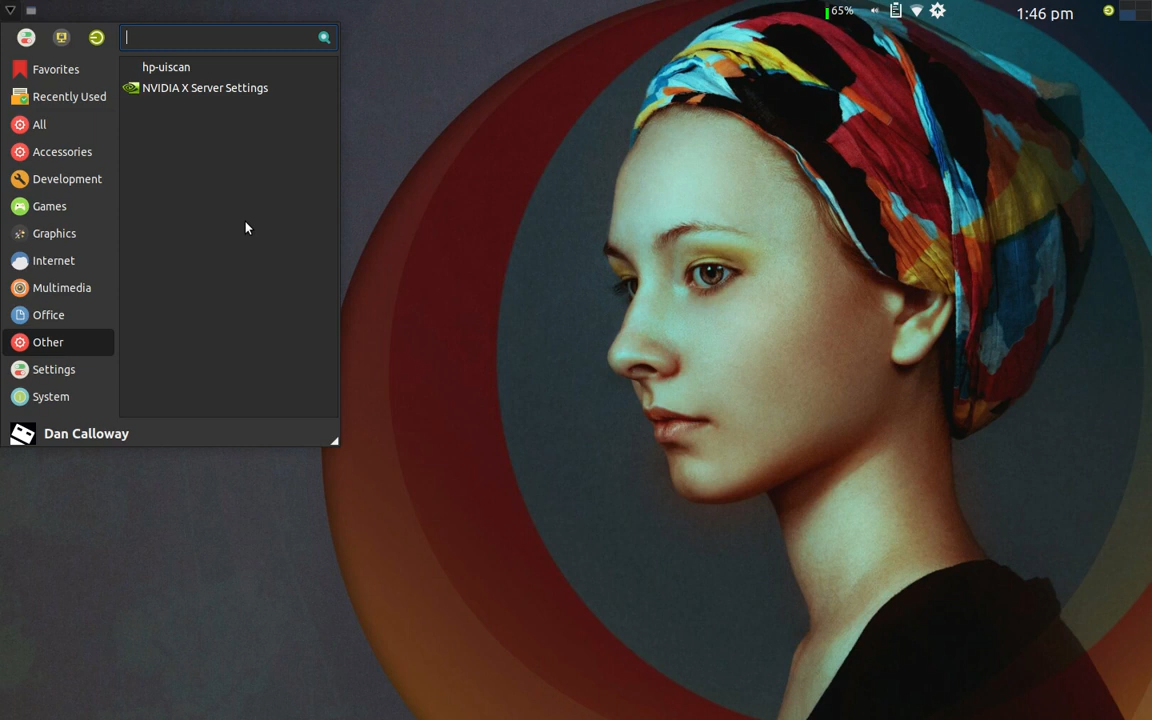 65%
1:46 pm
hp-uiscan
NVIDIA X Server Settings
Favorites
Recently Used
All
Accessories
Development
Games
Graphics
Internet
Multimedia
Office
Other
Settings
System
Dan Calloway